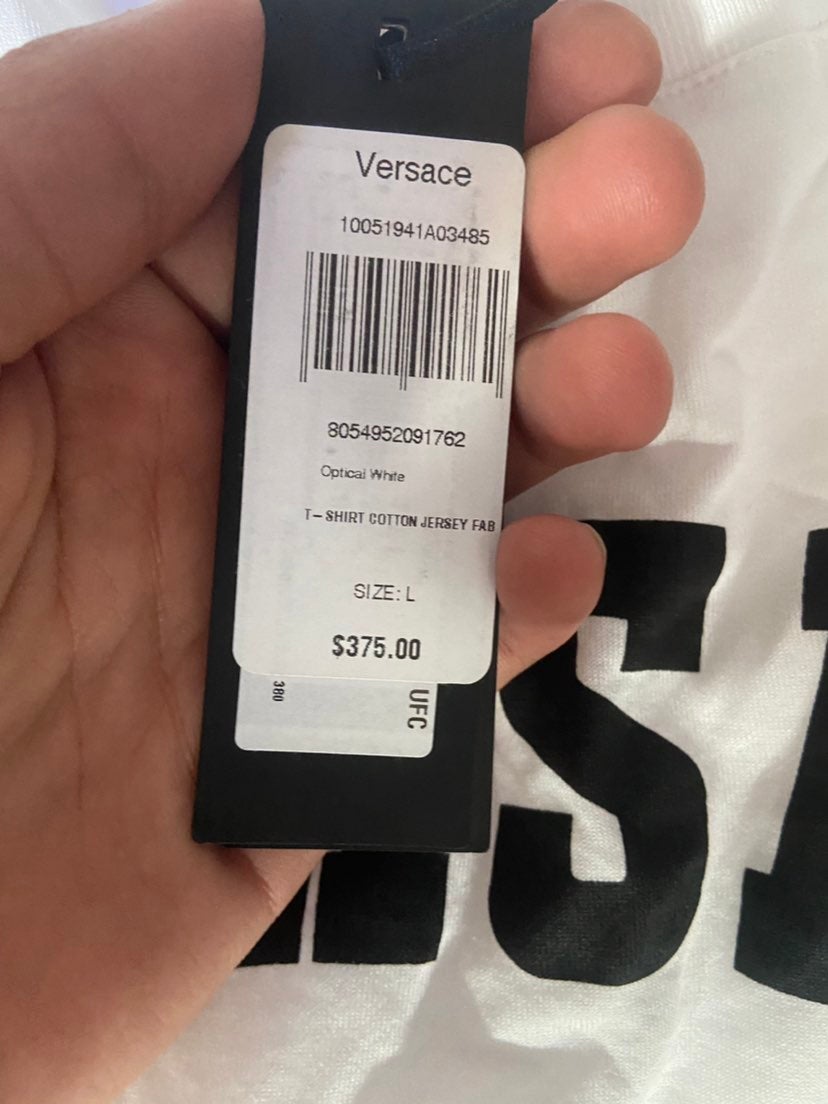 Versace
10051941A03485
8054952091762
Optical White
T-SHIRT COTTON JERSEY FAB
SIZE: L
$375.00
380
UFC
S